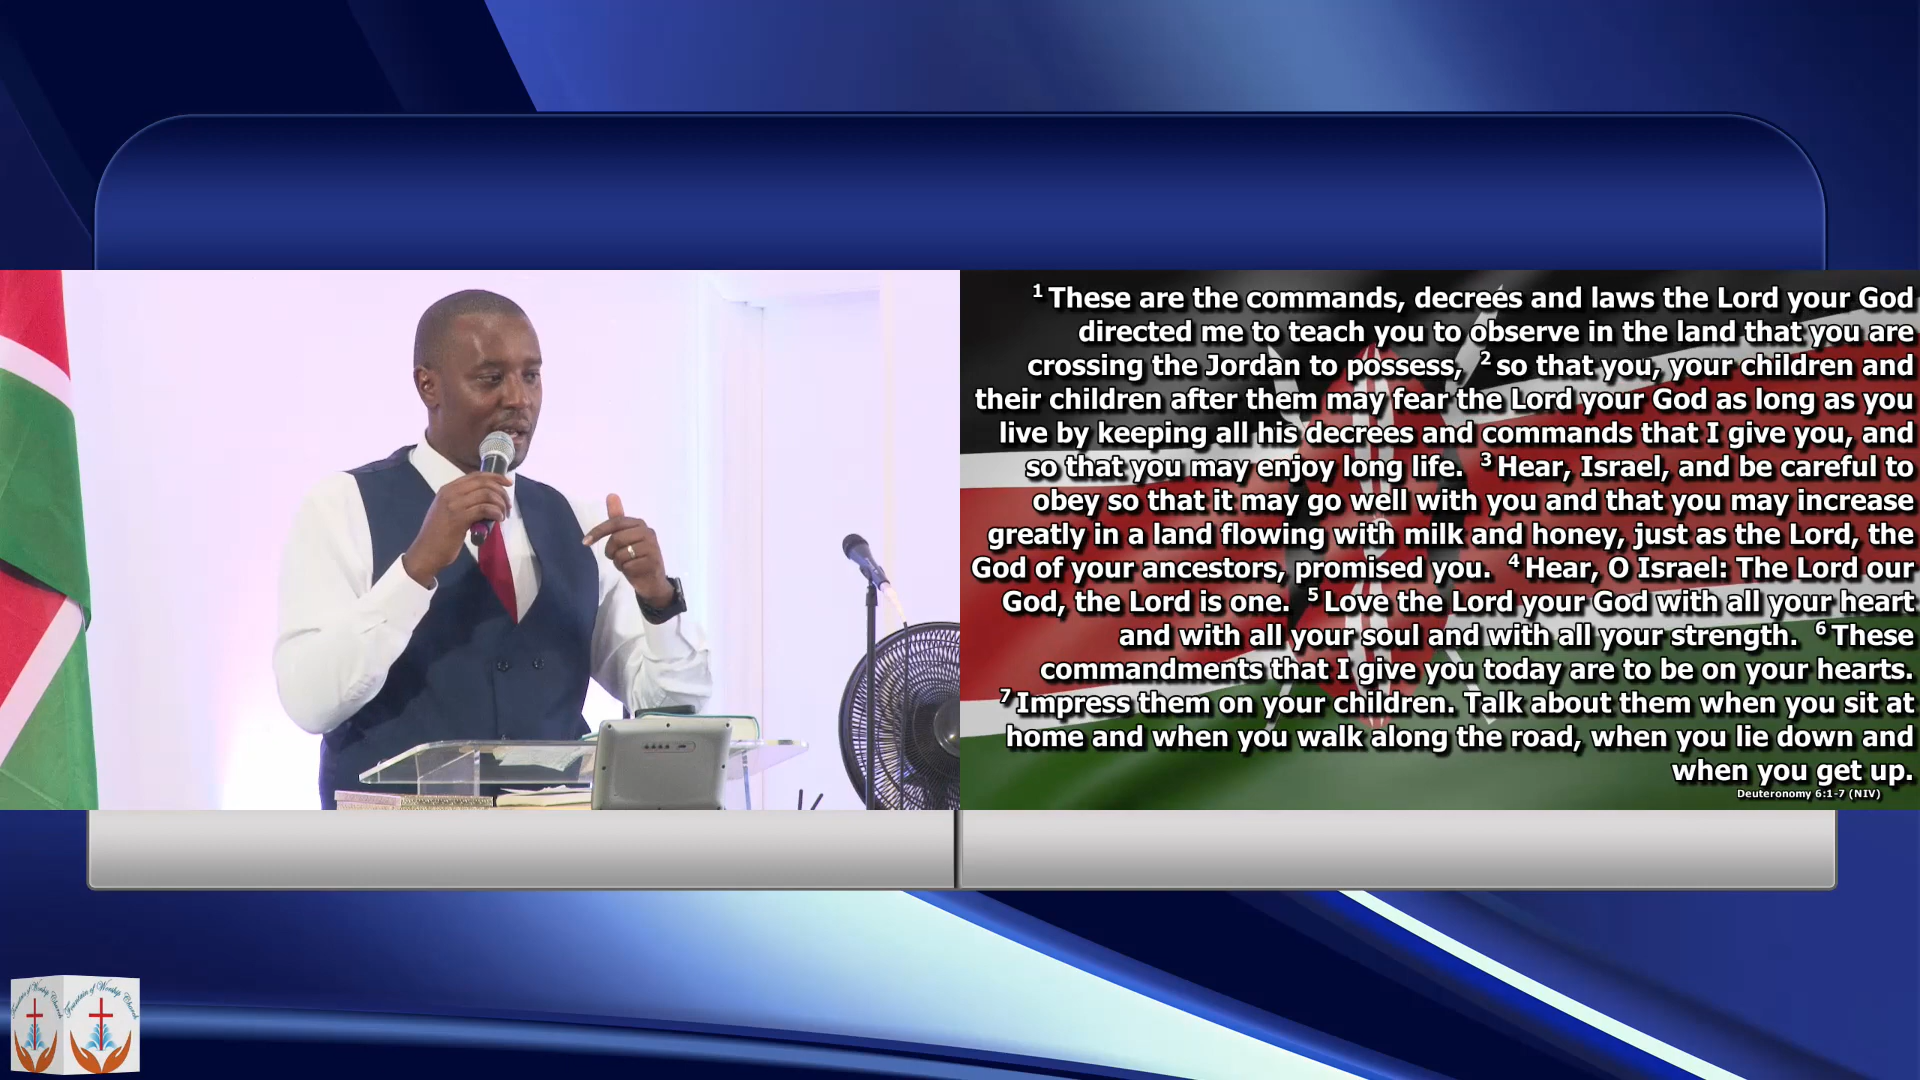 ¹ These are the commands, decrees and laws the Lord your God
directed me to teach you to observe in the land that you are
crossing the Jordan to possess, ² so that you, your children and
their children after them may fear the Lord your God as long as you
live by keeping all his decrees and commands that I give you, and
so that you may enjoy long life. ³ Hear, Israel, and be careful to
obey so that it may go well with you and that you may increase
greatly in a land flowing with milk and honey, just as the Lord, the
God of your ancestors, promised you. ⁴ Hear, O Israel: The Lord our
God, the Lord is one. ⁵ Love the Lord your God with all your heart
and with all your soul and with all your strength. ⁶ These
commandments that I give you today are to be on your hearts.
⁷ Impress them on your children. Talk about them when you sit at
home and when you walk along the road, when you lie down and
when you get up.
Deuteronomy 6:1-7 (NIV)
Fountain of Worship Church
Fountain of Worship Church